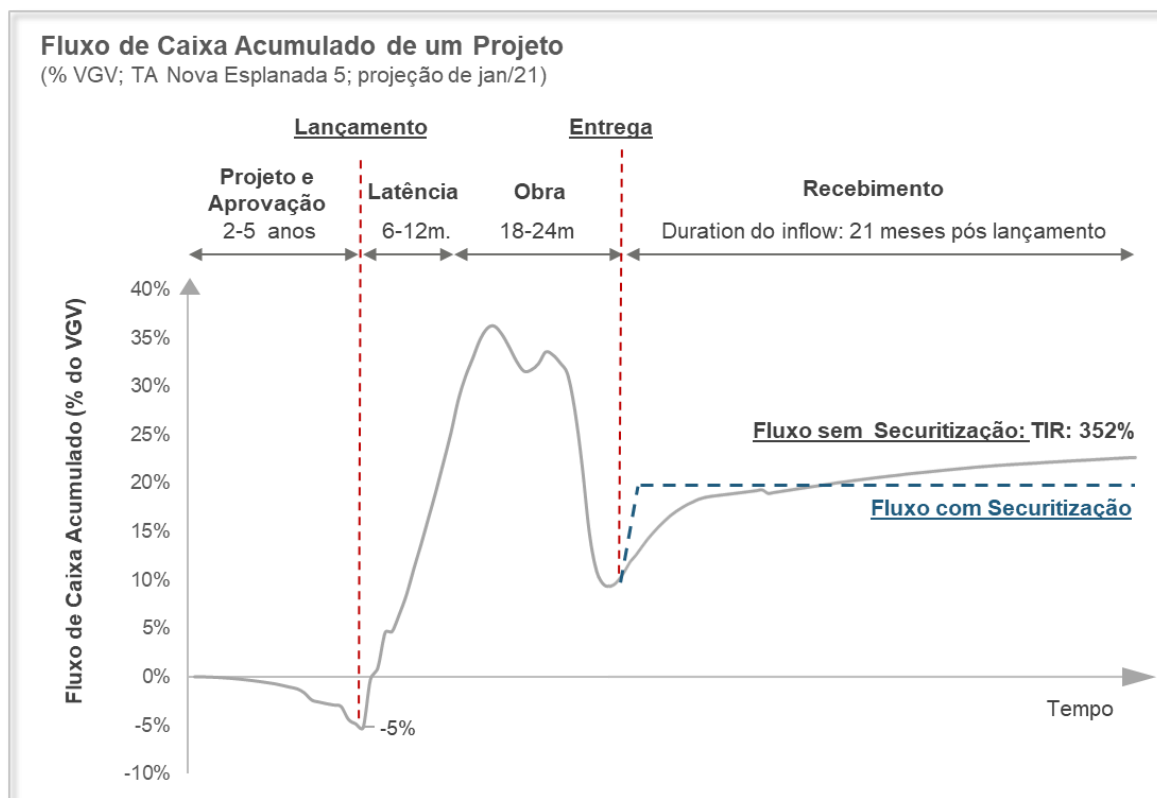 Fluxo de Caixa Acumulado de um Projeto
(% VGV; TA Nova Esplanada 5; projeção de jan/21)
Lançamento
Entrega
Projeto e
Aprovação
2-5 anos
Latência
6-12m.
Obra
18-24m
Recebimento
Duration do inflow: 21 meses pós lançamento
Fluxo de Caixa Acumulado (% do VGV)
40%
35%
30%
25%
20%
15%
10%
5%
0%
-5%
-10%
Fluxo sem Securitização: TIR: 352%
Fluxo com Securitização
Tempo
-5%